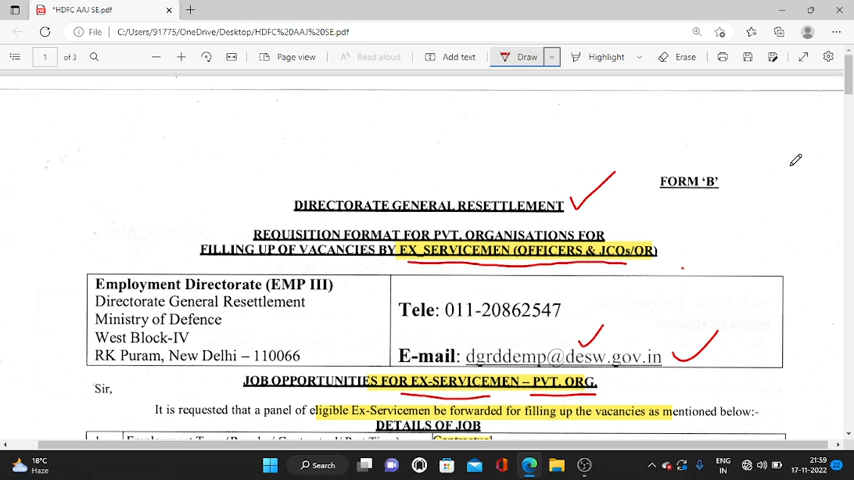 *HDFC AAJ SE.pdf
File
C:/Users/91775/OneDrive/Desktop/HDFC%20AAJ%20SE.pdf
1 of 3
Page view
Read aloud
Add text
Draw
Highlight
Erase
FORM 'B'
DIRECTORATE GENERAL RESETTLEMENT
REQUISITION FORMAT FOR PVT. ORGANISATIONS FOR
FILLING UP OF VACANCIES BY EX_SERVICEMEN (OFFICERS & JCOs/OR)
Employment Directorate (EMP III)
Directorate General Resettlement
Ministry of Defence
West Block-IV
RK Puram, New Delhi – 110066
Tele: 011-20862547
E-mail: dgrddemp@desw.gov.in
JOB OPPORTUNITIES FOR EX-SERVICEMEN – PVT. ORG.
Sir,
It is requested that a panel of eligible Ex-Servicemen be forwarded for filling up the vacancies as mentioned below:-
DETAILS OF JOB
Contractual
18°C
Haze
Search
ENG
IN
21:59
17-11-2022